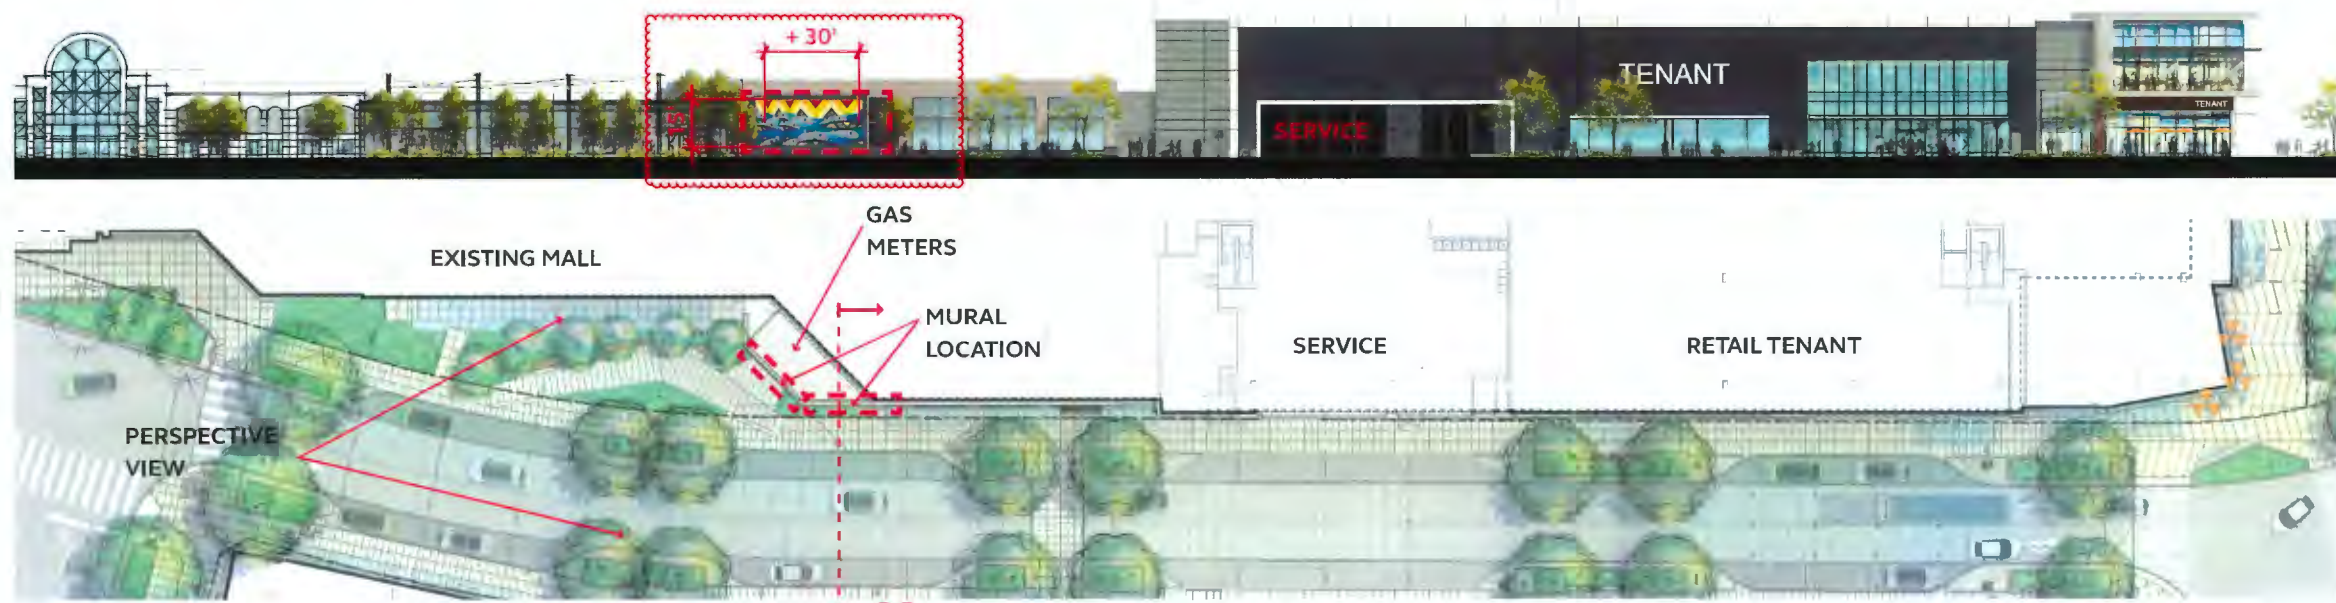 + 30'
15'
TENANT
SERVICE
TENANT
GAS
METERS
EXISTING MALL
MURAL
LOCATION
SERVICE
RETAIL TENANT
PERSPECTIVE
VIEW